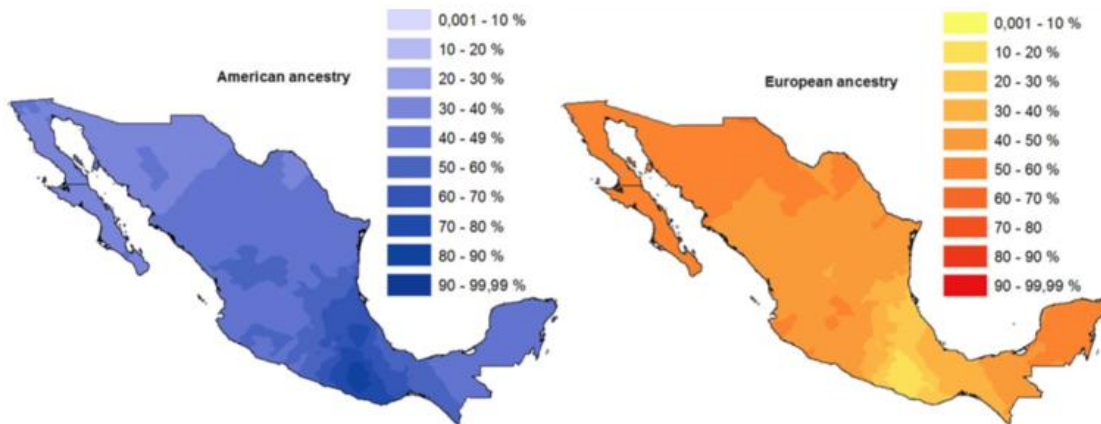 American ancestry
0,001 - 10 %
10 - 20 %
20 - 30 %
30 - 40 %
40 - 49 %
50 - 60 %
60 - 70 %
70 - 80 %
80 - 90 %
90 - 99,99 %
European ancestry
0,001 - 10 %
10 - 20 %
20 - 30 %
30 - 40 %
40 - 50 %
50 - 60 %
60 - 70 %
70 - 80
80 - 90 %
90 - 99,99 %